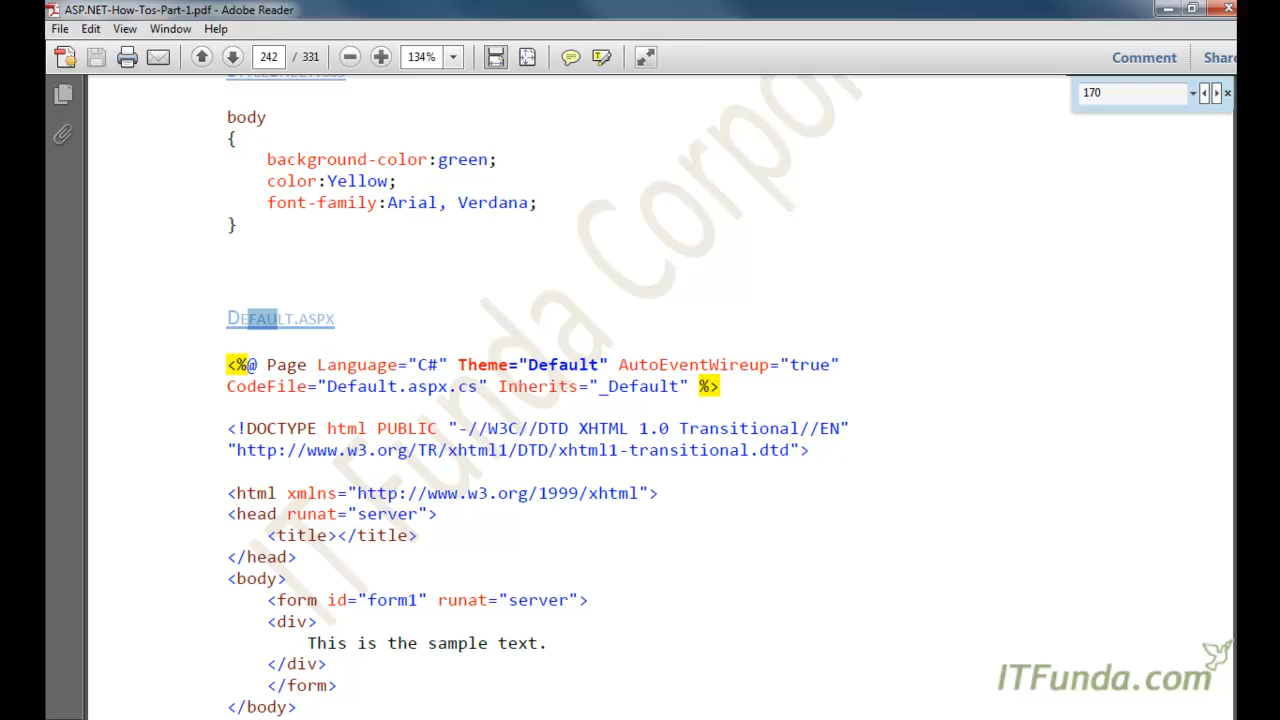 ASP.NET-How-Tos-Part-1.pdf - Adobe Reader
File Edit View Window Help
242 / 331 134% Comment Share
170
body
{
background-color:green;
color:Yellow;
font-family:Arial, Verdana;
}
DEFAULT.ASPX
<%@ Page Language="C#" Theme="Default" AutoEventWireup="true"
CodeFile="Default.aspx.cs" Inherits="_Default" %>
<!DOCTYPE html PUBLIC "-//W3C//DTD XHTML 1.0 Transitional//EN"
"http://www.w3.org/TR/xhtml1/DTD/xhtml1-transitional.dtd">
<html xmlns="http://www.w3.org/1999/xhtml">
<head runat="server">
<title></title>
</head>
<body>
<form id="form1" runat="server">
<div>
This is the sample text.
</div>
</form>
</body>
IT Funda Corpor
ITFunda.com